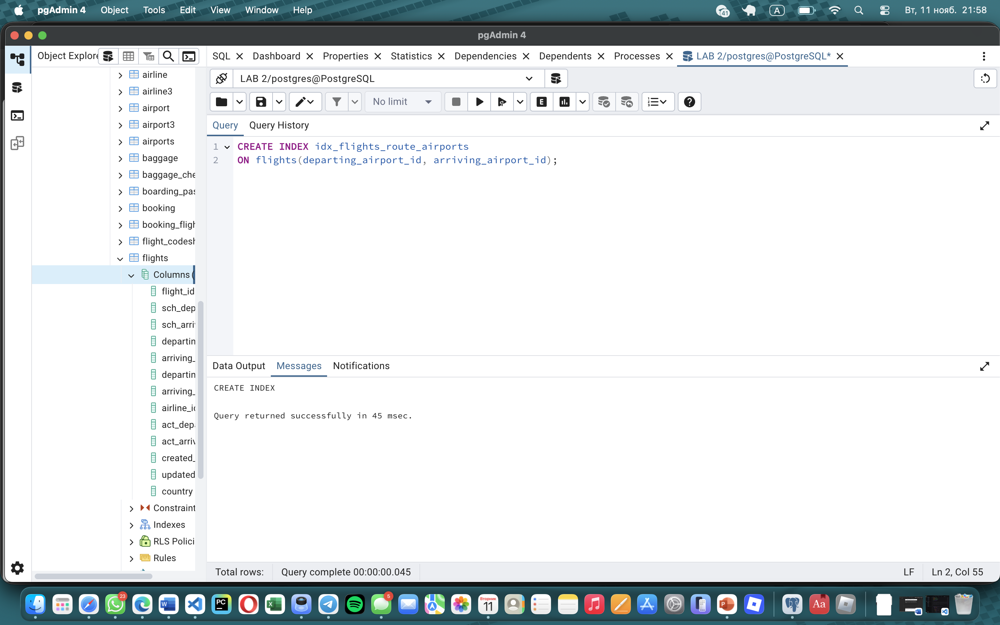 pgAdmin 4 Object Tools Edit View Window Help 41 A Вт, 11 нояб. 21:58
pgAdmin 4
Object Explore
SQL Dashboard Properties Statistics Dependencies Dependents Processes LAB 2/postgres@PostgreSQL*
LAB 2/postgres@PostgreSQL
No limit E
Query Query History
1 CREATE INDEX idx_flights_route_airports
2 ON flights(departing_airport_id, arriving_airport_id);
airline
airline3
airport
airport3
airports
baggage
baggage_che
boarding_pas
booking
booking_fligh
flight_codesh
flights
Columns (
flight_id
sch_dep
sch_arri
departin
arriving_
departin
arriving_
airline_id
act_depa
act_arriv
created_
updated
country
Constraint
Indexes
RLS Polici
Rules
Data Output Messages Notifications
CREATE INDEX
Query returned successfully in 45 msec.
Total rows: Query complete 00:00:00.045 LF Ln 2, Col 55
23 W PC X 5 Вторник 11 P Aa